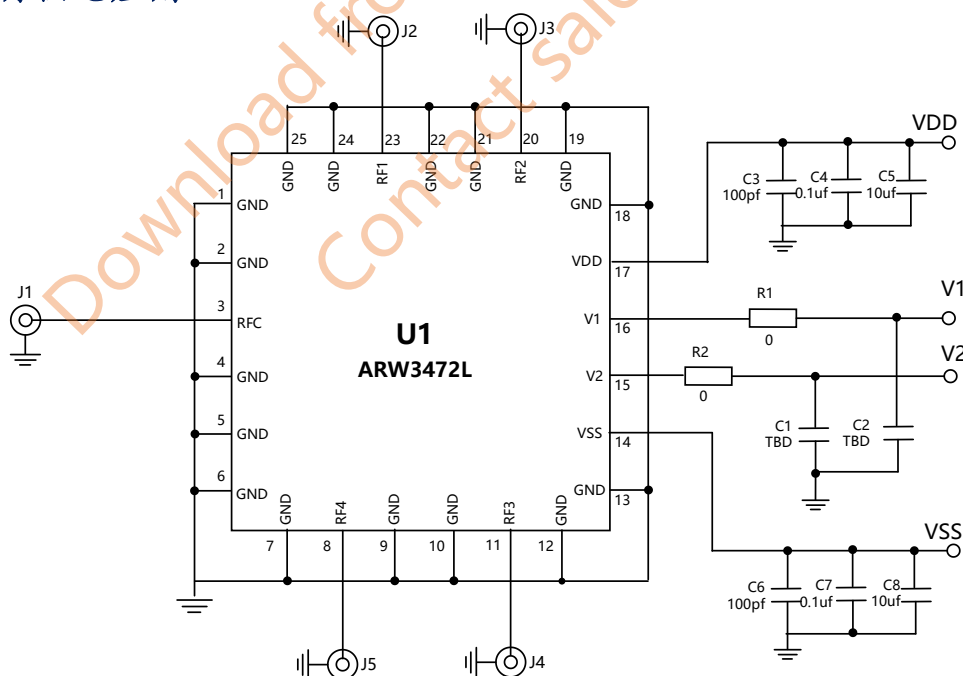 Download fro
Contact sale
J2
J3
25
24
23
22
21
20
19
GND
GND
RF1
GND
GND
RF2
GND
VDD
C3
100pf
C4
0.1uf
C5
10uf
1
GND
GND
18
2
GND
VDD
17
J1
3
RFC
U1
ARW3472L
V1
16
R1
0
V1
4
GND
V2
15
R2
0
V2
5
GND
VSS
14
C1
TBD
C2
TBD
6
GND
GND
13
GND
RF4
GND
GND
RF3
GND
7
8
9
10
11
12
VSS
C6
100pf
C7
0.1uf
C8
10uf
J5
J4